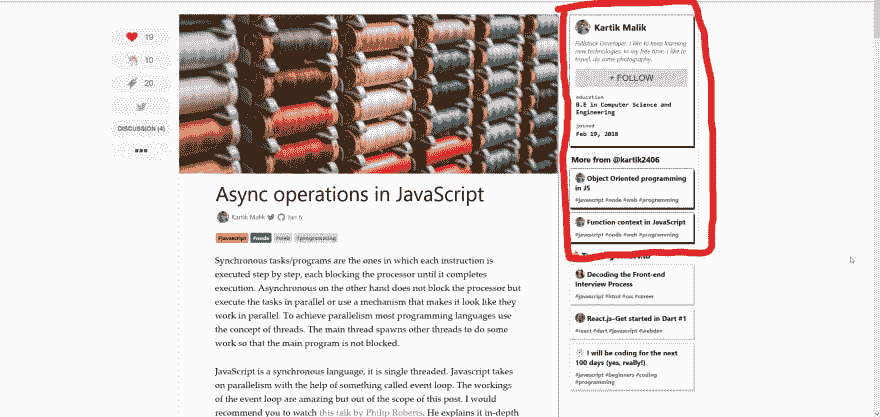 19
10
20
DISCUSSION (4)
Async operations in JavaScript
Kartik Malik Jan 6
#javascript #node #web #programming
Synchronous tasks/programs are the ones in which each instruction is
executed step by step, each blocking the processor until it completes
execution. Asynchronous on the other hand does not block the processor but
execute the tasks in parallel or use a mechanism that makes it look like they
work in parallel. To achieve parallelism most programming languages use
the concept of threads. The main thread spawns other threads to do some
work so that the main program is not blocked.
JavaScript is a synchronous language, it is single threaded. Javascript takes
on parallelism with the help of something called event loop. The workings
of the event loop are amazing but out of the scope of this post. I would
recommend you to watch this talk by Philip Roberts. He explains it in-depth
Kartik Malik
Fullstack Developer. I like to keep learning
new technologies. In my free time, I like to
travel, do some photography.
+ FOLLOW
education
B.E in Computer Science and
Engineering
joined
Feb 19, 2018
More from @kartik2406
Object Oriented programming
in JS
#javascript #node #web #programming
Function context in JavaScript
#javascript #node #web #programming
Decoding the Front-end
Interview Process
#javascript #html #css #career
React.js–Get started in Dart #1
#react #dart #javascript #webdev
I will be coding for the next
100 days (yes, really!)
#javascript #beginners #coding
#programming